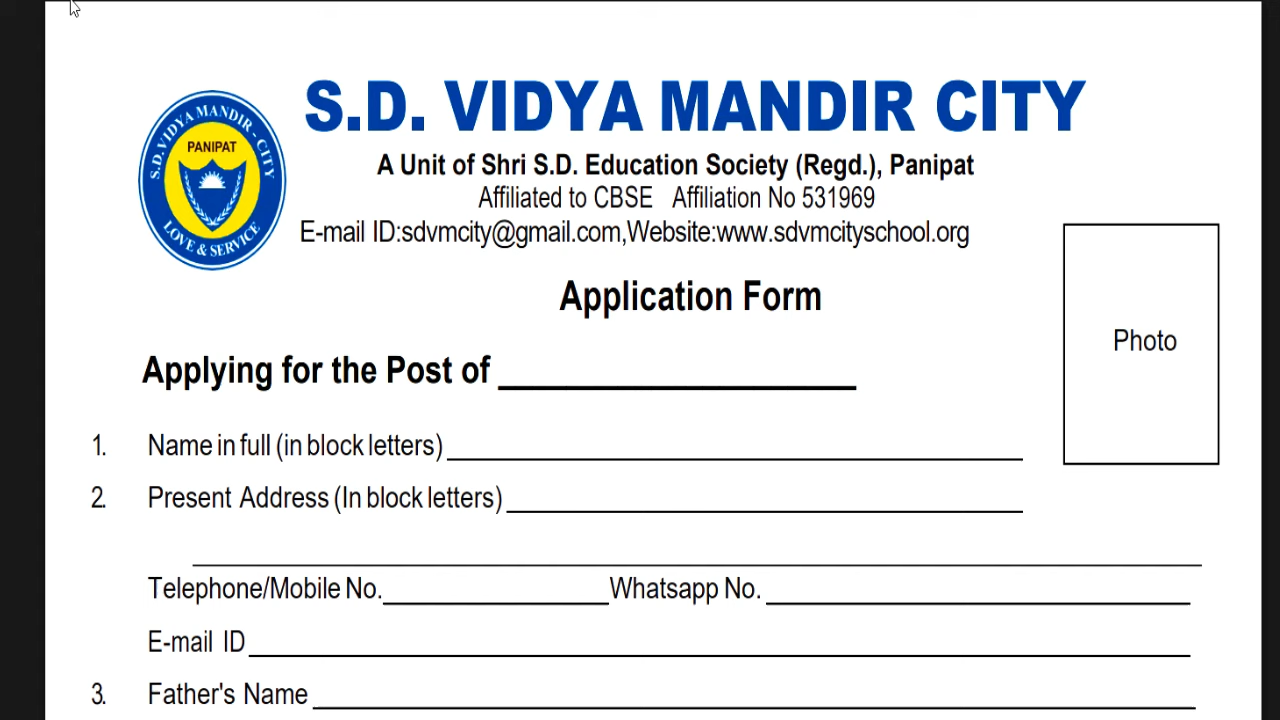 S.D. VIDYA MANDIR CITY
S.D. VIDYA MANDIR - CITY
PANIPAT
LOVE & SERVICE
A Unit of Shri S.D. Education Society (Regd.), Panipat
Affiliated to CBSE Affiliation No 531969
E-mail ID:sdvmcity@gmail.com,Website:www.sdvmcityschool.org
Application Form
Photo
Applying for the Post of
1. Name in full (in block letters)
2. Present Address (In block letters)
Telephone/Mobile No. Whatsapp No.
E-mail ID
3. Father's Name